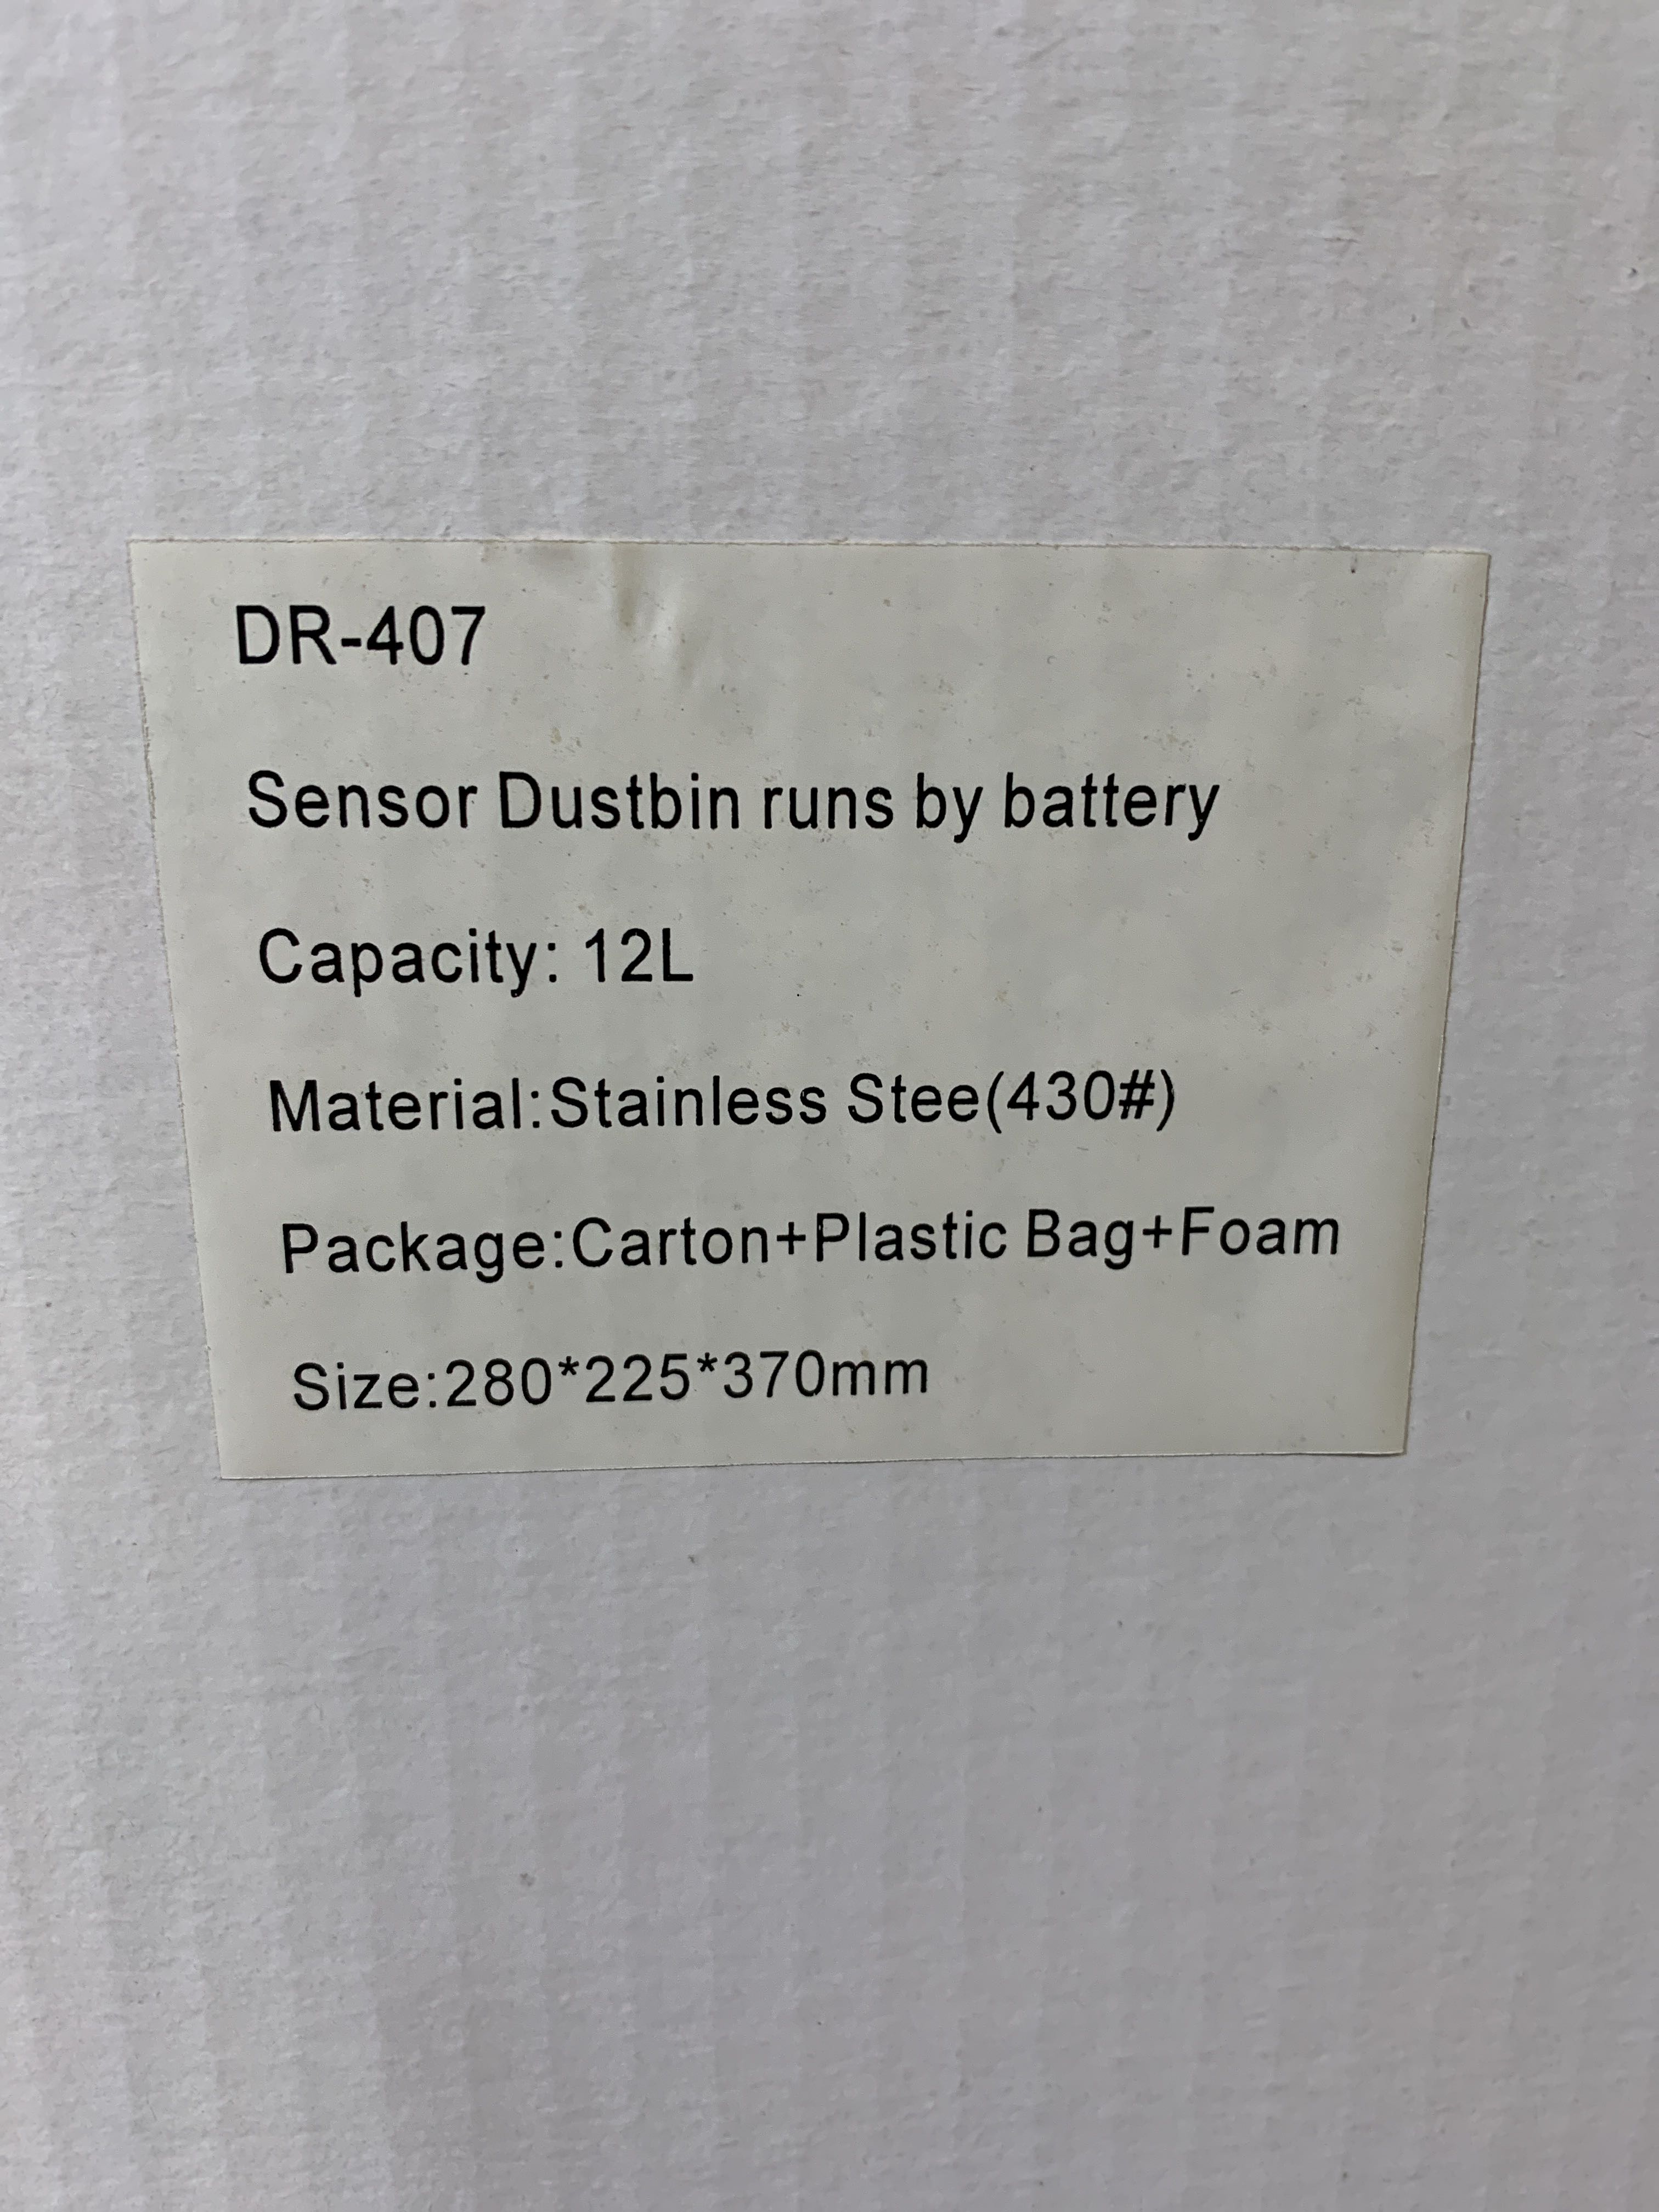 DR-407
Sensor Dustbin runs by battery
Capacity: 12L
Material:Stainless Stee(430#)
Package:Carton+Plastic Bag+Foam
Size:280*225*370mm